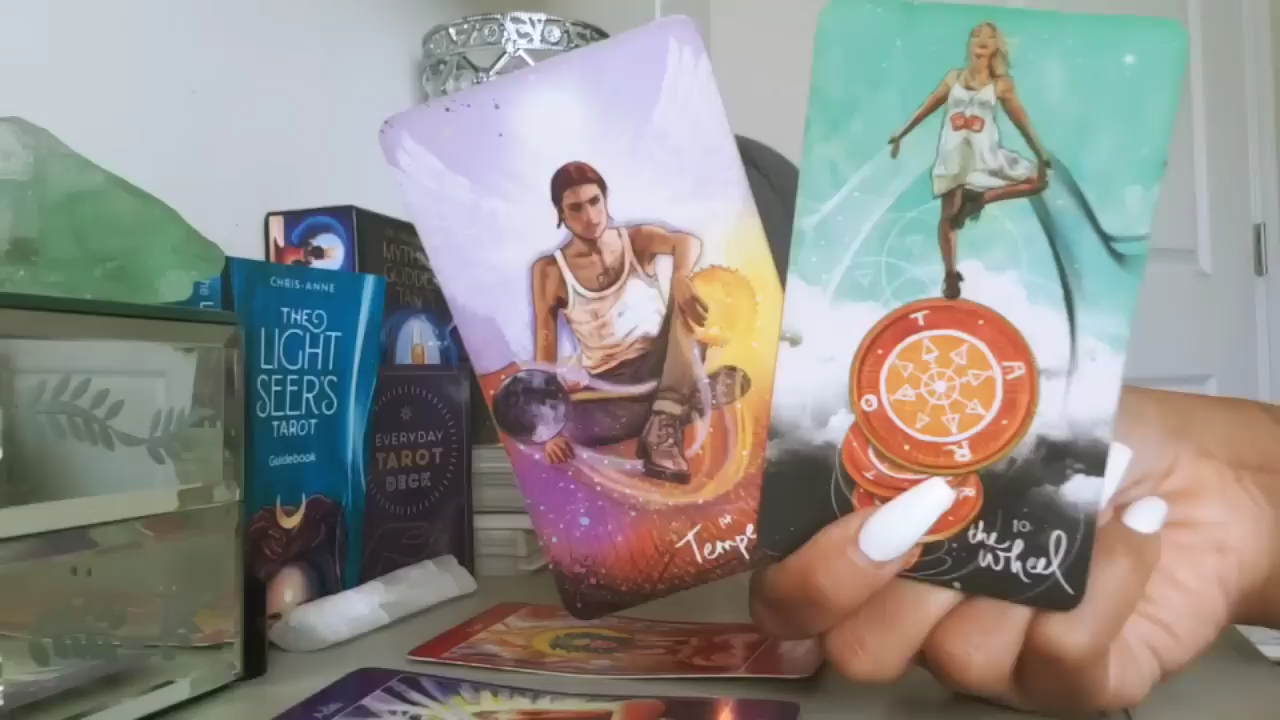 CHRIS-ANNE
THE
LIGHT
SEER'S
TAROT
Guidebook
EVERYDAY
TAROT
DECK
14
Tempe
T
A
R
O
10
the
wheel